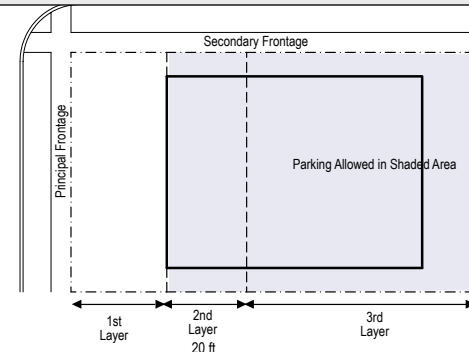 Secondary Frontage
Principal Frontage
Parking Allowed in Shaded Area
1st
Layer
2nd
Layer
20 ft
3rd
Layer